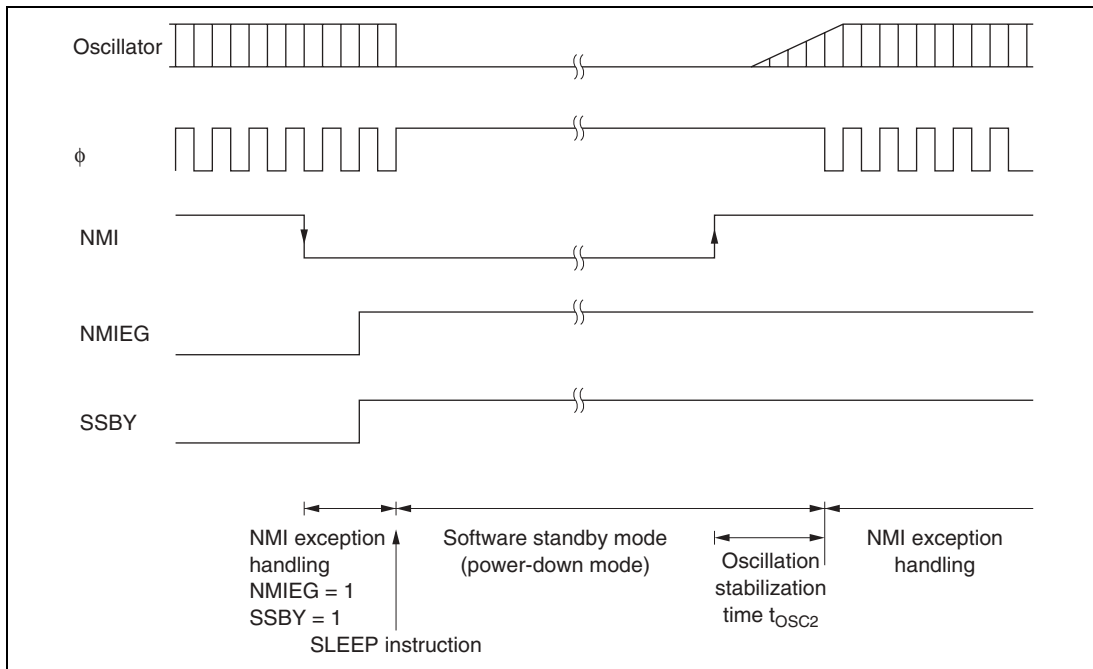 Oscillator
φ
NMI
NMIEG
SSBY
NMI exception
handling
NMIEG = 1
SSBY = 1
SLEEP instruction
Software standby mode
(power-down mode)
Oscillation
stabilization
time tOSC2
NMI exception
handling